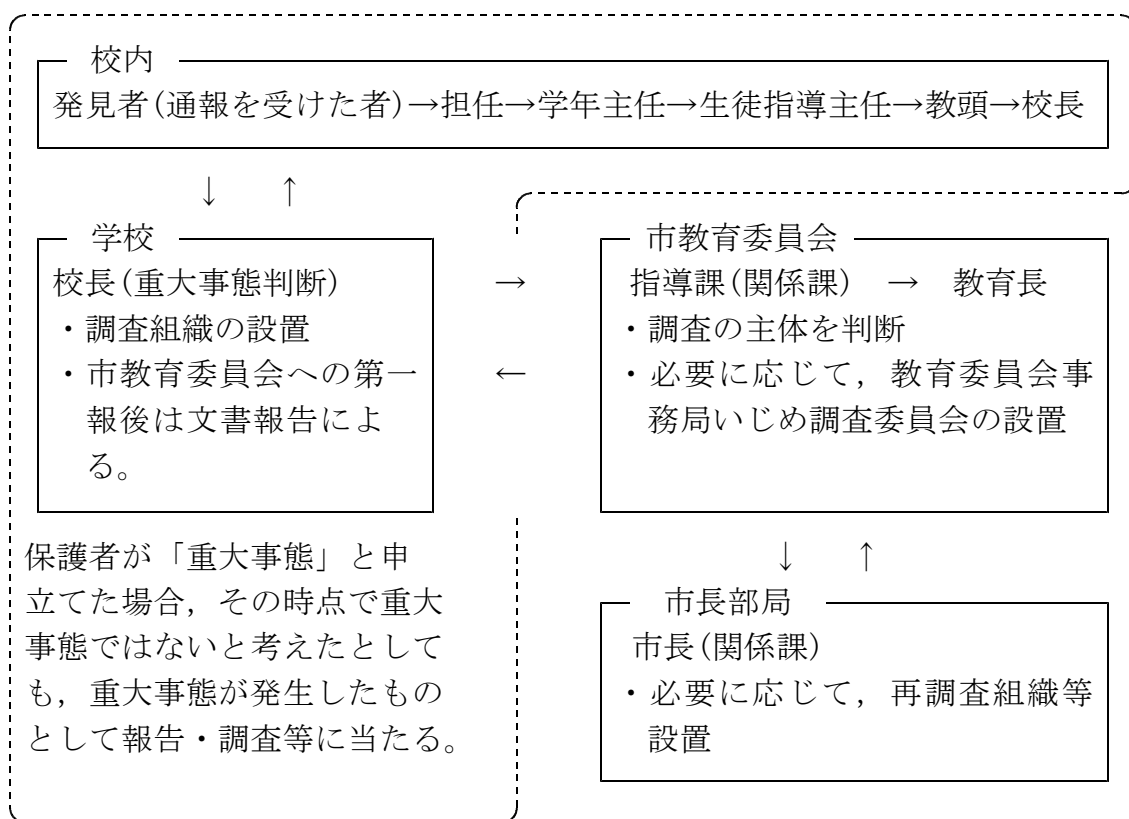 校内
発見者(通報を受けた者)→担任→学年主任→生徒指導主任→教頭→校長
↓ ↑
学校
校長(重大事態判断)
・調査組織の設置
・市教育委員会への第一
報後は文書報告によ
る。
→
←
市教育委員会
指導課(関係課) → 教育長
・調査の主体を判断
・必要に応じて，教育委員会事
務局いじめ調査委員会の設置
保護者が「重大事態」と申
立てた場合，その時点で重大
事態ではないと考えたとして
も，重大事態が発生したもの
として報告・調査等に当たる。
↓ ↑
市長部局
市長(関係課)
・必要に応じて，再調査組織等
設置